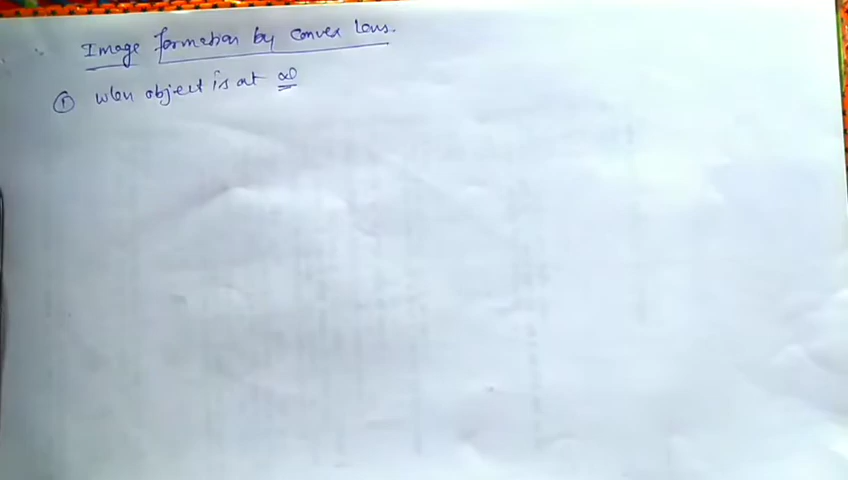 Image formation by convex lens.
① when object is at ∞